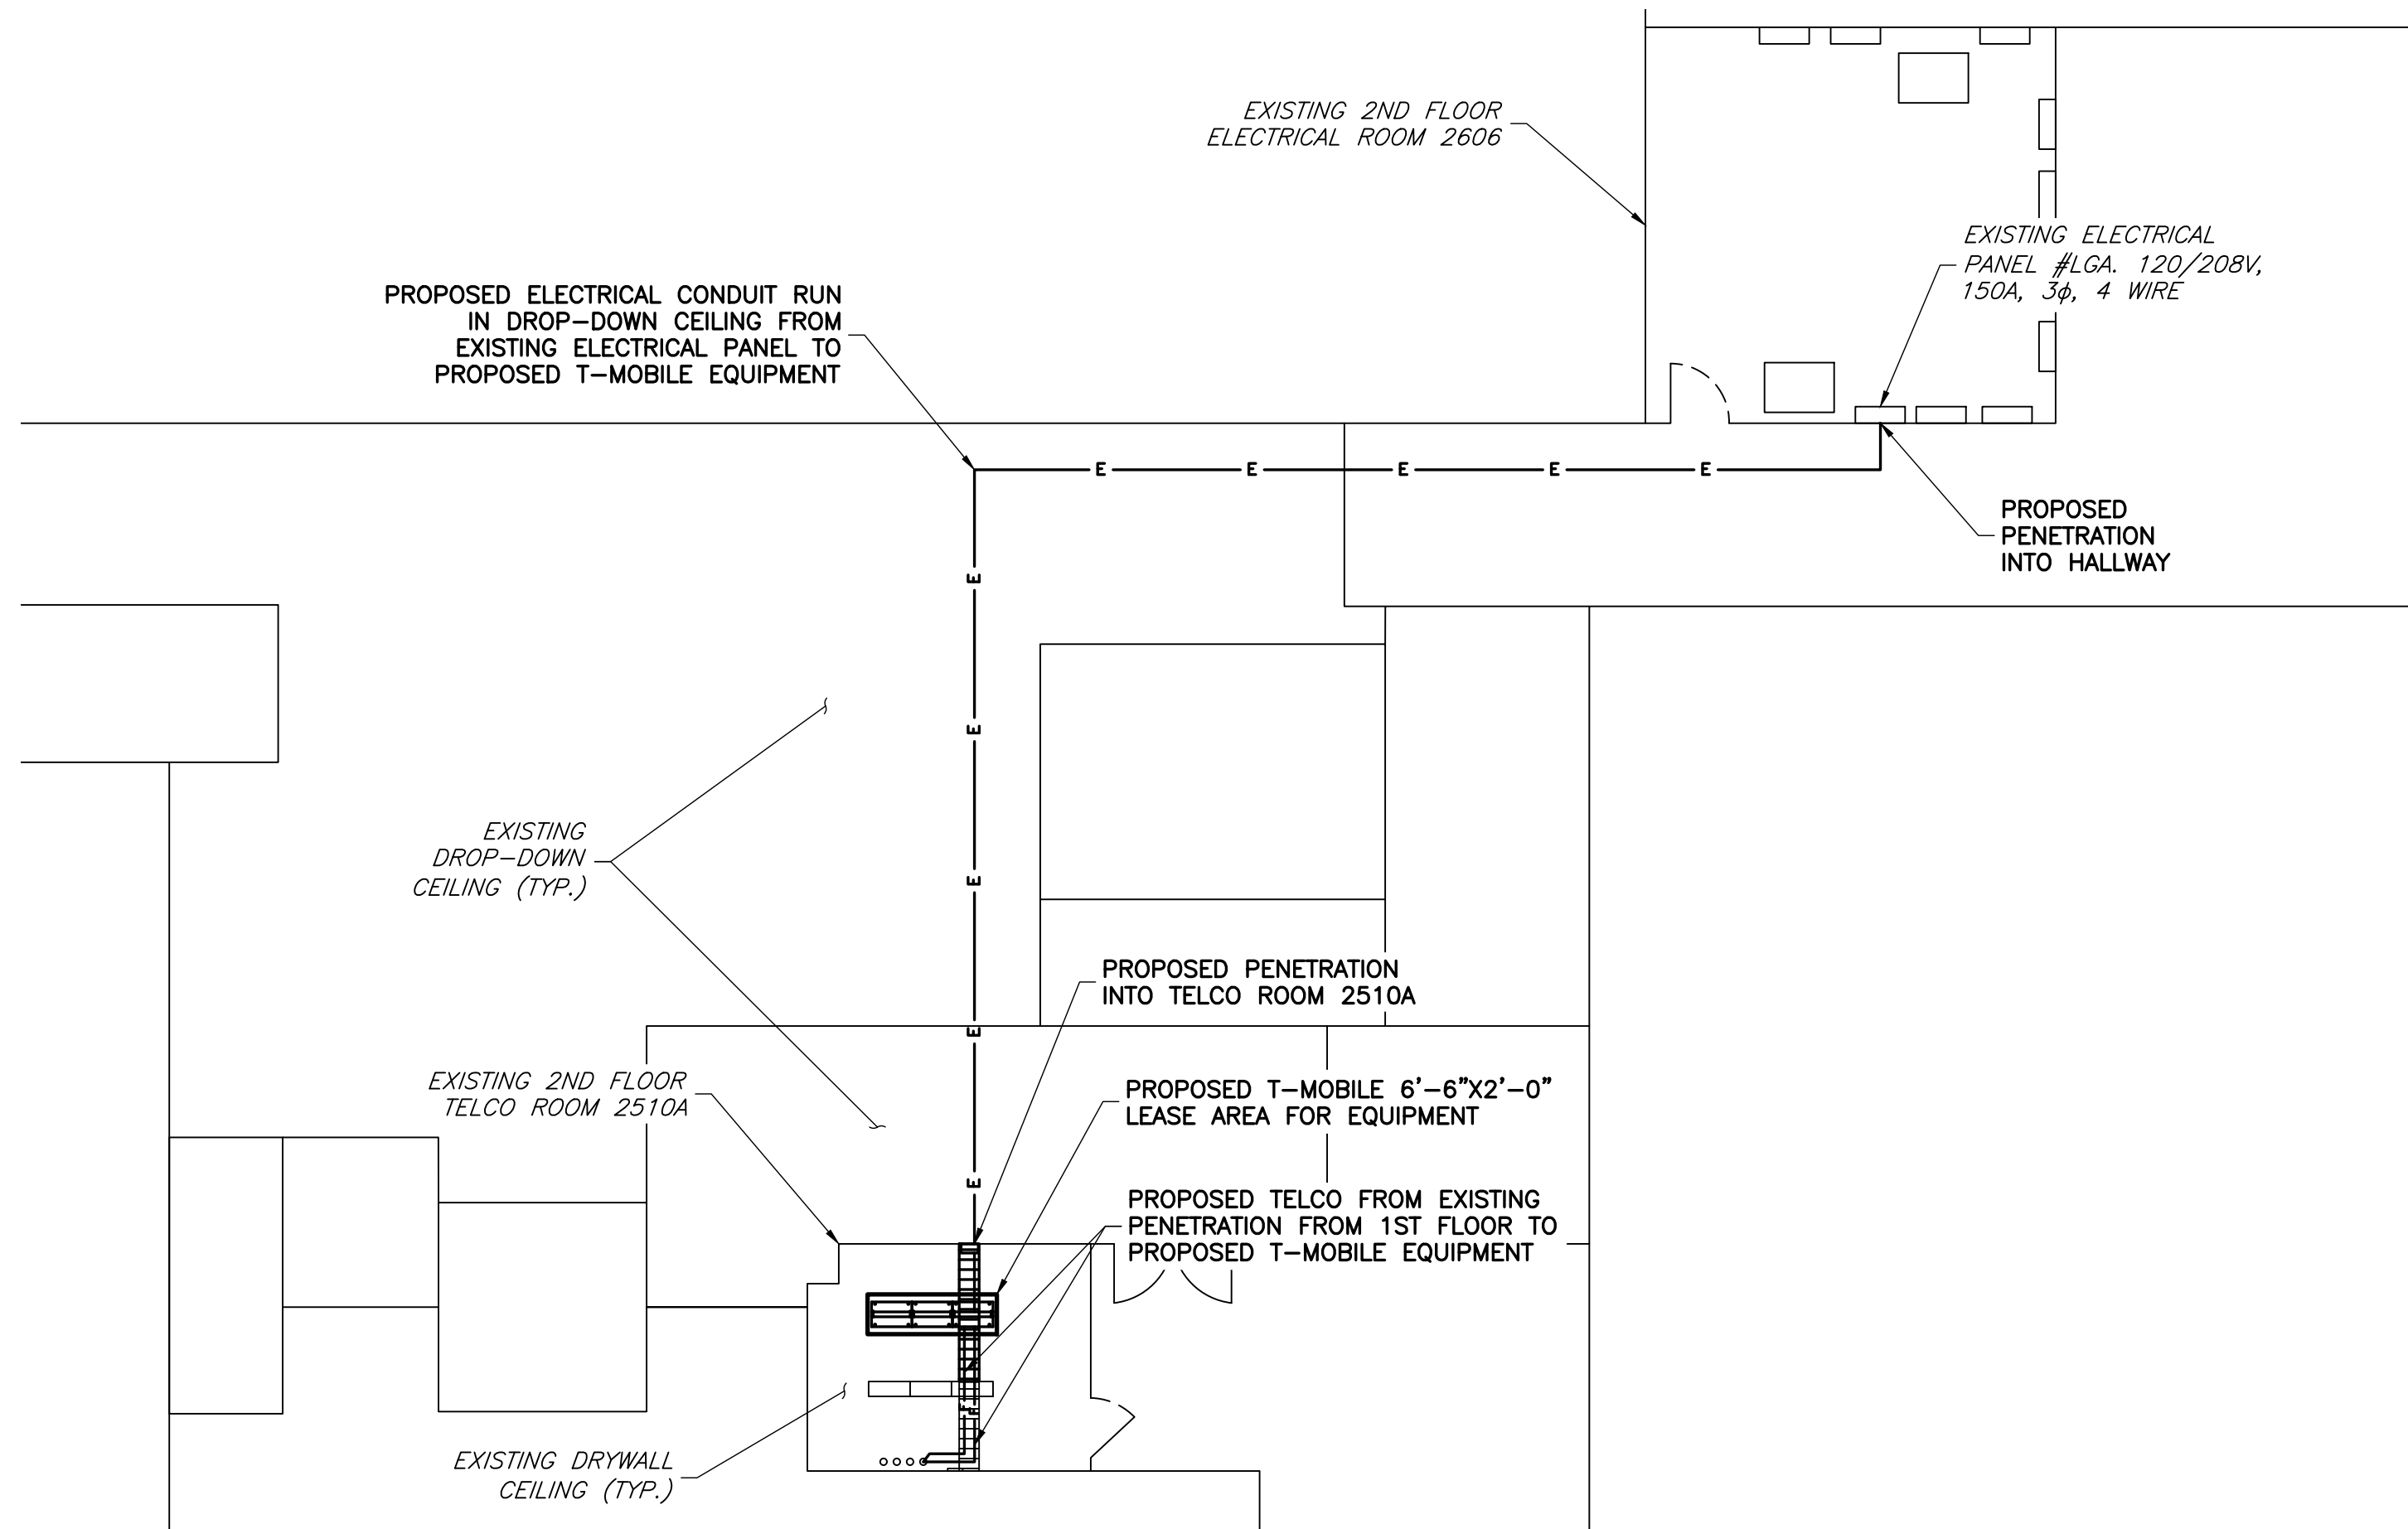 EXISTING 2ND FLOOR
ELECTRICAL ROOM 2606
EXISTING ELECTRICAL
PANEL #LGA. 120/208V,
150A, 3ϕ, 4 WIRE
PROPOSED ELECTRICAL CONDUIT RUN
IN DROP-DOWN CEILING FROM
EXISTING ELECTRICAL PANEL TO
PROPOSED T-MOBILE EQUIPMENT
E
E
E
E
E
PROPOSED
PENETRATION
INTO HALLWAY
E
E
E
E
E
EXISTING
DROP-DOWN
CEILING (TYP.)
PROPOSED PENETRATION
INTO TELCO ROOM 2510A
EXISTING 2ND FLOOR
TELCO ROOM 2510A
PROPOSED T-MOBILE 6'-6"X2'-0"
LEASE AREA FOR EQUIPMENT
PROPOSED TELCO FROM EXISTING
PENETRATION FROM 1ST FLOOR TO
PROPOSED T-MOBILE EQUIPMENT
EXISTING DRYWALL
CEILING (TYP.)